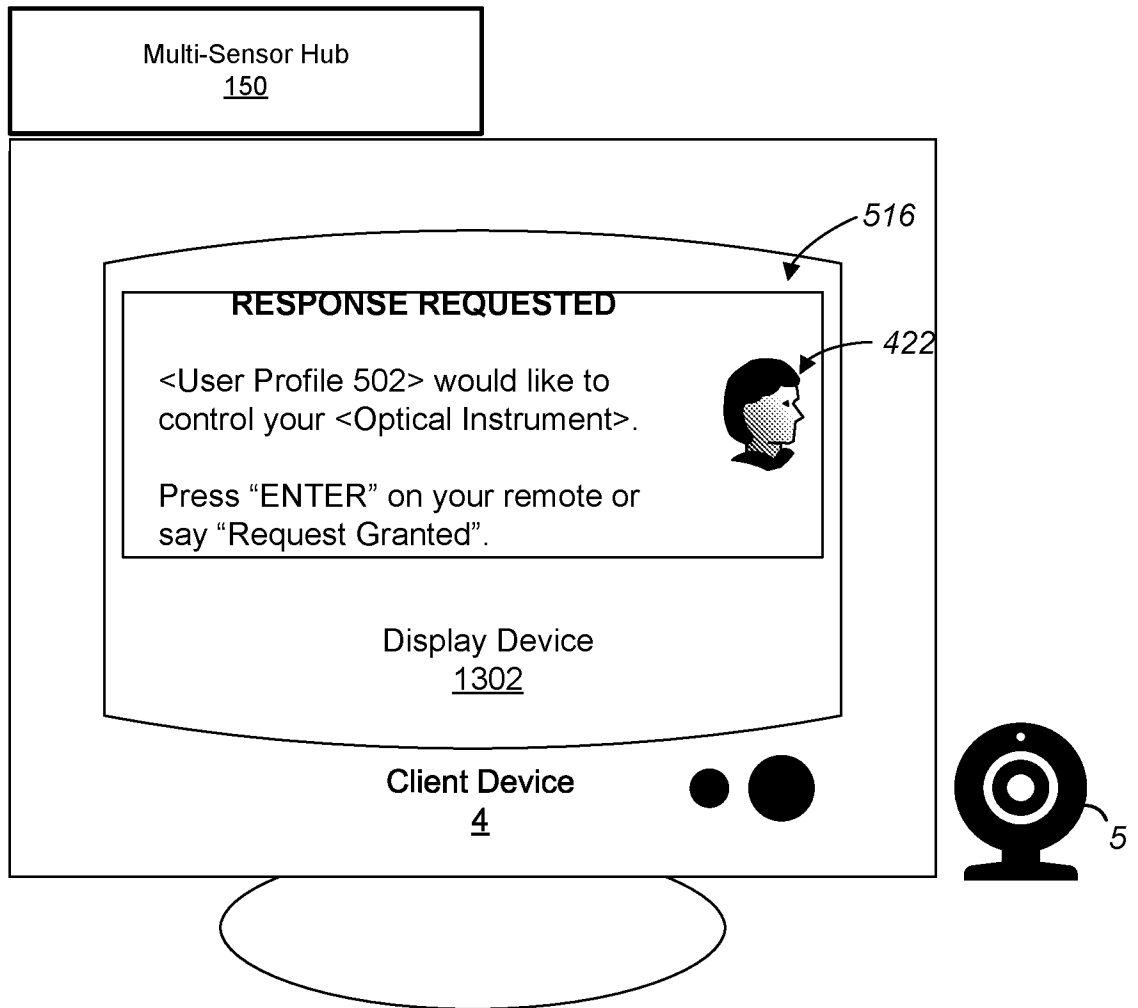 Multi-Sensor Hub
150
516
RESPONSE REQUESTED
422
<User Profile 502> would like to
control your <Optical Instrument>.
Press “ENTER” on your remote or
say “Request Granted”.
Display Device
1302
Client Device
4
5